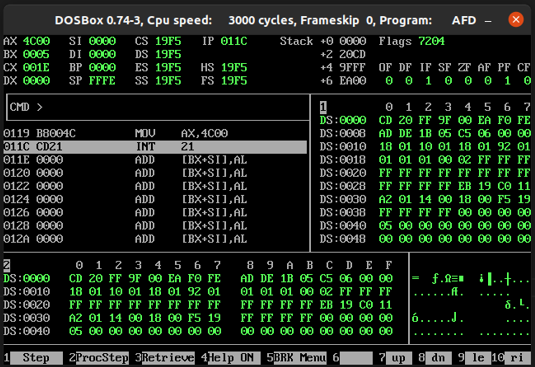 DOSBox 0.74-3, Cpu speed: 3000 cycles, Frameskip 0, Program: AFD
AX 4C00 SI 0000 CS 19F5 IP 011C Stack +0 0000 Flags 7204
BX 0005 DI 0000 DS 19F5 +2 20CD
CX 001E BP 0000 ES 19F5 HS 19F5 +4 9FFF OF DF IF SF ZF AF PF CF
DX 0000 SP FFFE SS 19F5 FS 19F5 +6 EA00 0 0 1 0 0 0 1 0
CMD >
1 0 1 2 3 4 5 6 7
DS:0000 CD 20 FF 9F 00 EA F0 FE
0119 B8004C MOV AX,4C00 DS:0008 AD DE 1B 05 C5 06 00 00
011C CD21 INT 21 DS:0010 18 01 10 01 18 01 92 01
011E 0000 ADD [BX+SI],AL DS:0018 01 01 01 00 02 FF FF FF
0120 0000 ADD [BX+SI],AL DS:0020 FF FF FF FF FF FF FF FF
0122 0000 ADD [BX+SI],AL DS:0028 FF FF FF FF EB 19 C0 11
0124 0000 ADD [BX+SI],AL DS:0030 A2 01 14 00 18 00 F5 19
0126 0000 ADD [BX+SI],AL DS:0038 FF FF FF FF 00 00 00 00
0128 0000 ADD [BX+SI],AL DS:0040 05 00 00 00 00 00 00 00
012A 0000 ADD [BX+SI],AL DS:0048 00 00 00 00 00 00 00 00
2 0 1 2 3 4 5 6 7 8 9 A B C D E F
DS:0000 CD 20 FF 9F 00 EA F0 FE AD DE 1B 05 C5 06 00 00
DS:0010 18 01 10 01 18 01 92 01 01 01 01 00 02 FF FF FF
DS:0020 FF FF FF FF FF FF FF FF FF FF FF FF EB 19 C0 11
DS:0030 A2 01 14 00 18 00 F5 19 FF FF FF FF 00 00 00 00
DS:0040 05 00 00 00 00 00 00 00 00 00 00 00 00 00 00 00
1 Step 2 ProcStep 3 Retrieve 4 Help ON 5 BRK Menu 6 7 up 8 dn 9 le 10 ri